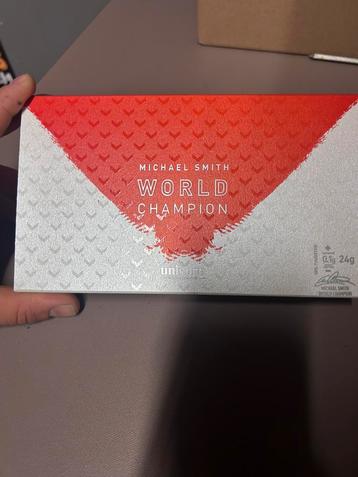 MICHAEL SMITH
WORLD
CHAMPION
unicorn
0.1g 24g
MICHAEL SMITH
WORLD CHAMPION